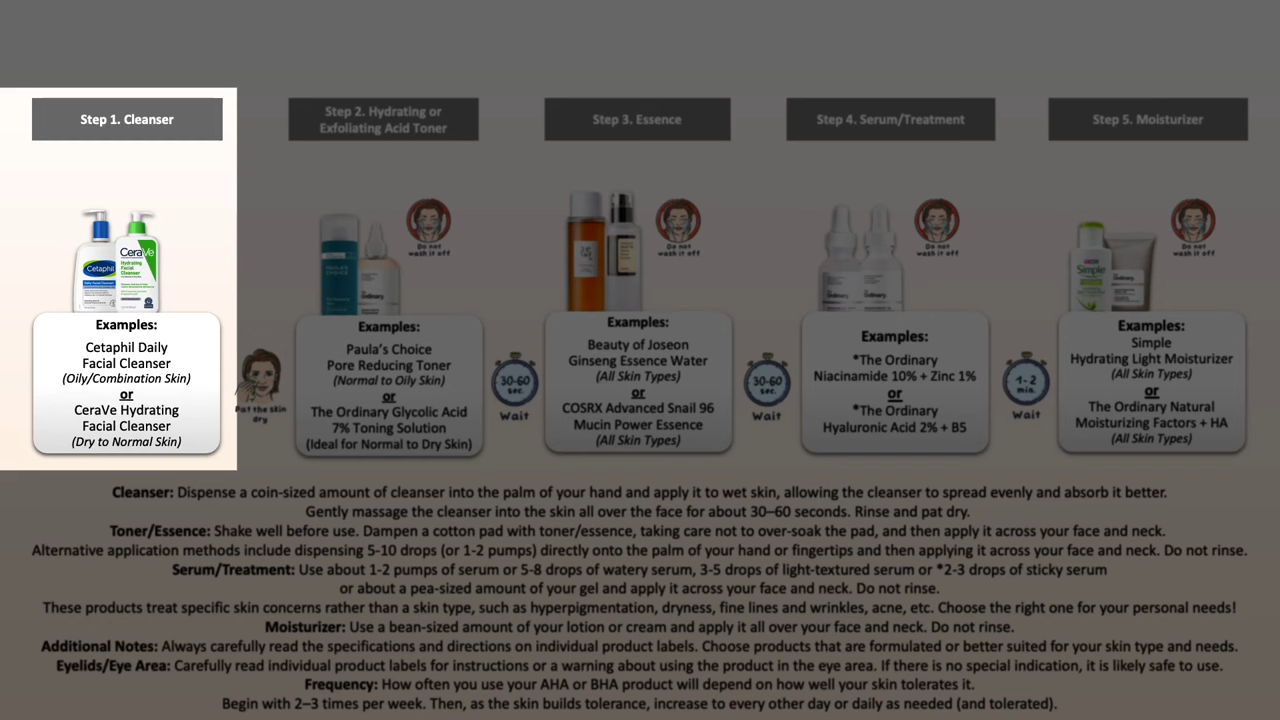 Step 1. Cleanser
Step 2. Hydrating or
Exfoliating Acid Toner
Step 3. Essence
Step 4. Serum/Treatment
Step 5. Moisturizer
Cetaphil
CeraVe
Hydrating
Facial
Cleanser
PAULA'S
CHOICE
Ordinary.
Ordinary.
Ordinary.
Simple
Do not
wash it off
Do not
wash it off
Do not
wash it off
Do not
wash it off
Examples:
Cetaphil Daily
Facial Cleanser
(Oily/Combination Skin)
or
CeraVe Hydrating
Facial Cleanser
(Dry to Normal Skin)
Pat the skin
dry
Examples:
Paula's Choice
Pore Reducing Toner
(Normal to Oily Skin)
or
The Ordinary Glycolic Acid
7% Toning Solution
(Ideal for Normal to Dry Skin)
30-60
sec.
Wait
Examples:
Beauty of Joseon
Ginseng Essence Water
(All Skin Types)
or
COSRX Advanced Snail 96
Mucin Power Essence
(All Skin Types)
30-60
sec.
Wait
Examples:
*The Ordinary
Niacinamide 10% + Zinc 1%
or
*The Ordinary
Hyaluronic Acid 2% + B5
1-2
min.
Wait
Examples:
Simple
Hydrating Light Moisturizer
(All Skin Types)
or
The Ordinary Natural
Moisturizing Factors + HA
(All Skin Types)
Cleanser: Dispense a coin-sized amount of cleanser into the palm of your hand and apply it to wet skin, allowing the cleanser to spread evenly and absorb it better.
Gently massage the cleanser into the skin all over the face for about 30–60 seconds. Rinse and pat dry.
Toner/Essence: Shake well before use. Dampen a cotton pad with toner/essence, taking care not to over-soak the pad, and then apply it across your face and neck.
Alternative application methods include dispensing 5-10 drops (or 1-2 pumps) directly onto the palm of your hand or fingertips and then applying it across your face and neck. Do not rinse.
Serum/Treatment: Use about 1-2 pumps of serum or 5-8 drops of watery serum, 3-5 drops of light-textured serum or *2-3 drops of sticky serum
or about a pea-sized amount of your gel and apply it across your face and neck. Do not rinse.
These products treat specific skin concerns rather than a skin type, such as hyperpigmentation, dryness, fine lines and wrinkles, acne, etc. Choose the right one for your personal needs!
Moisturizer: Use a bean-sized amount of your lotion or cream and apply it all over your face and neck. Do not rinse.
Additional Notes: Always carefully read the specifications and directions on individual product labels. Choose products that are formulated or better suited for your skin type and needs.
Eyelids/Eye Area: Carefully read individual product labels for instructions or a warning about using the product in the eye area. If there is no special indication, it is likely safe to use.
Frequency: How often you use your AHA or BHA product will depend on how well your skin tolerates it.
Begin with 2–3 times per week. Then, as the skin builds tolerance, increase to every other day or daily as needed (and tolerated).